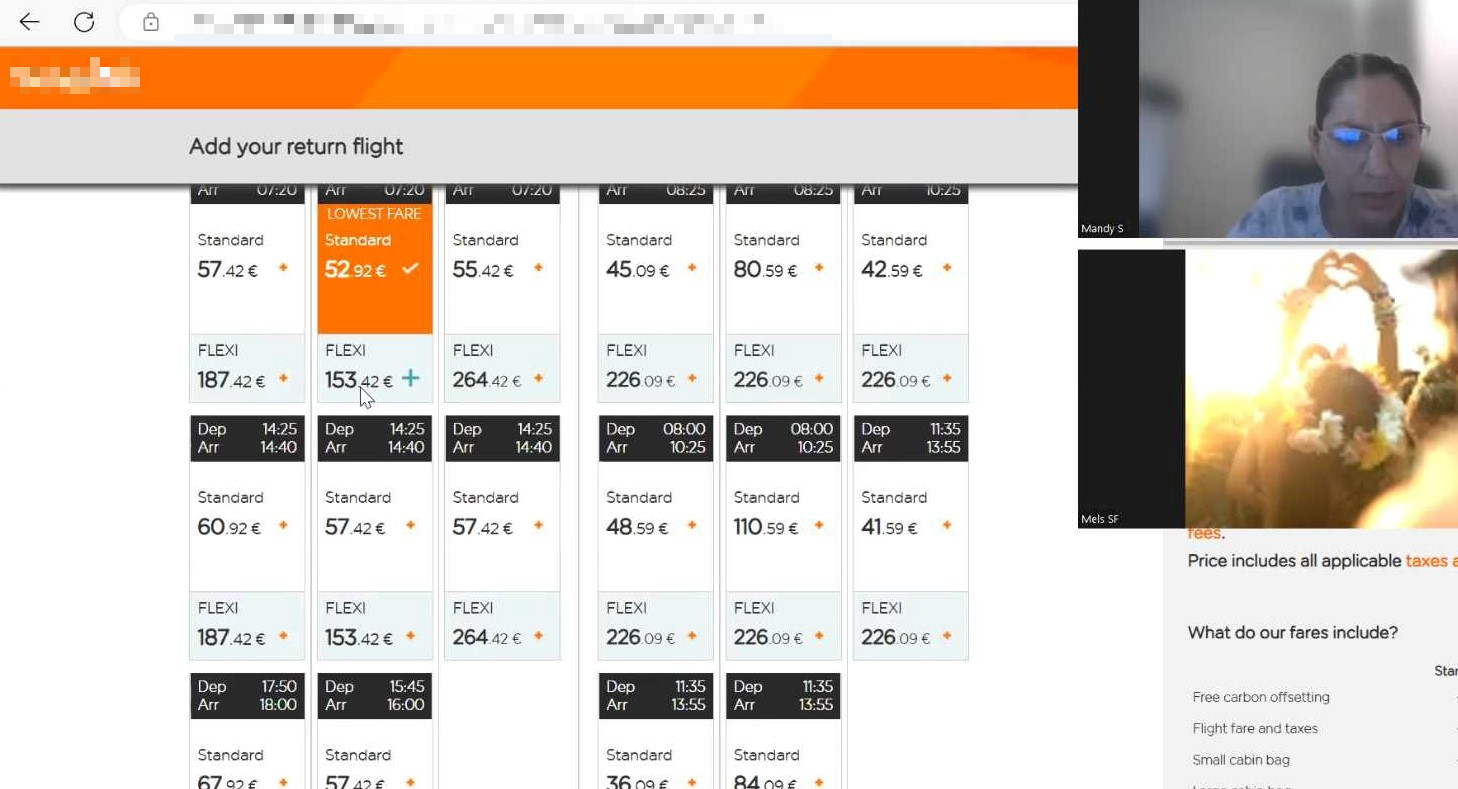 Add your return flight
Arr 07:20 Arr 07:20 Arr 07:20 Arr 08:25 Arr 08:25 Arr 10:25
LOWEST FARE
Standard Standard Standard Standard Standard Standard
57.42 € 52.92 € 55.42 € 45.09 € 80.59 € 42.59 €
FLEXI FLEXI FLEXI FLEXI FLEXI FLEXI
187.42 € 153.42 € 264.42 € 226.09 € 226.09 € 226.09 €
Dep 14:25 Dep 14:25 Dep 14:25 Dep 08:00 Dep 08:00 Dep 11:35
Arr 14:40 Arr 14:40 Arr 14:40 Arr 10:25 Arr 10:25 Arr 13:55
Standard Standard Standard Standard Standard Standard
60.92 € 57.42 € 57.42 € 48.59 € 110.59 € 41.59 €
FLEXI FLEXI FLEXI FLEXI FLEXI FLEXI
187.42 € 153.42 € 264.42 € 226.09 € 226.09 € 226.09 €
Dep 17:50 Dep 15:45 Dep 11:35 Dep 11:35
Arr 18:00 Arr 16:00 Arr 13:55 Arr 13:55
Standard Standard Standard Standard
67.92 € 57.42 € 36.09 € 84.09 €
Mandy S
Mels SF
fees.
Price includes all applicable taxes a
What do our fares include?
Star
Free carbon offsetting
Flight fare and taxes
Small cabin bag